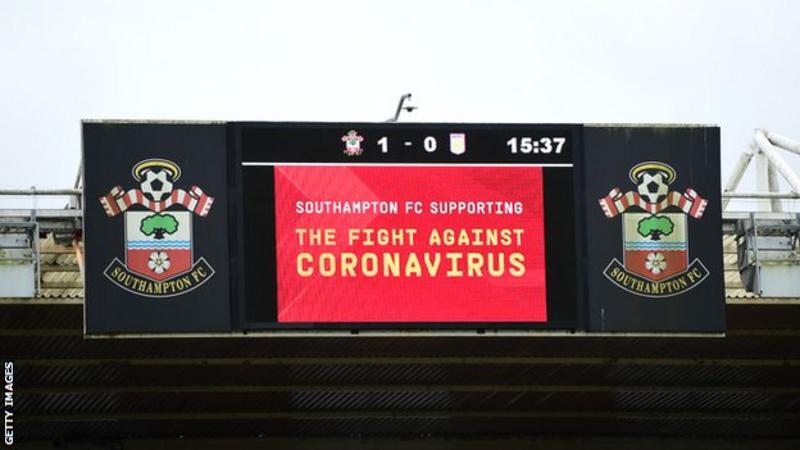 1 - 0 15:37
SOUTHAMPTON FC SUPPORTING
THE FIGHT AGAINST
CORONAVIRUS
SOUTHAMPTON FC
SOUTHAMPTON FC
GETTY IMAGES